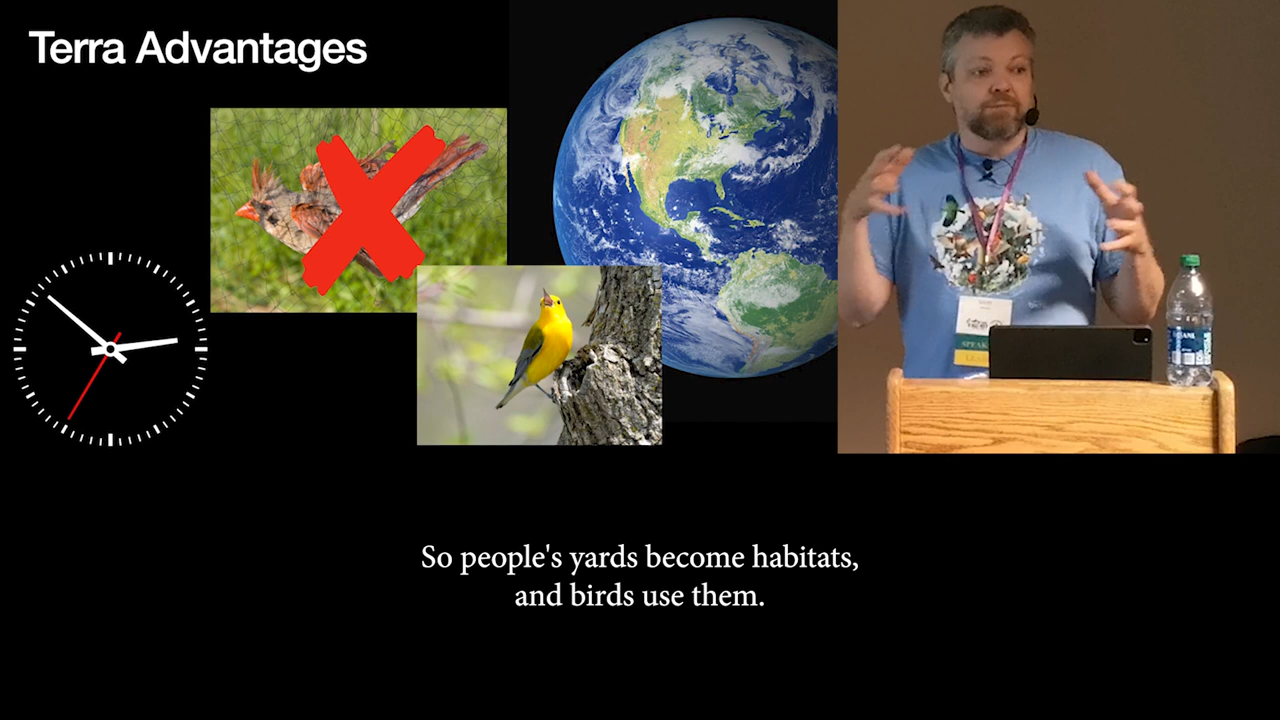 Terra Advantages
So people's yards become habitats,
and birds use them.